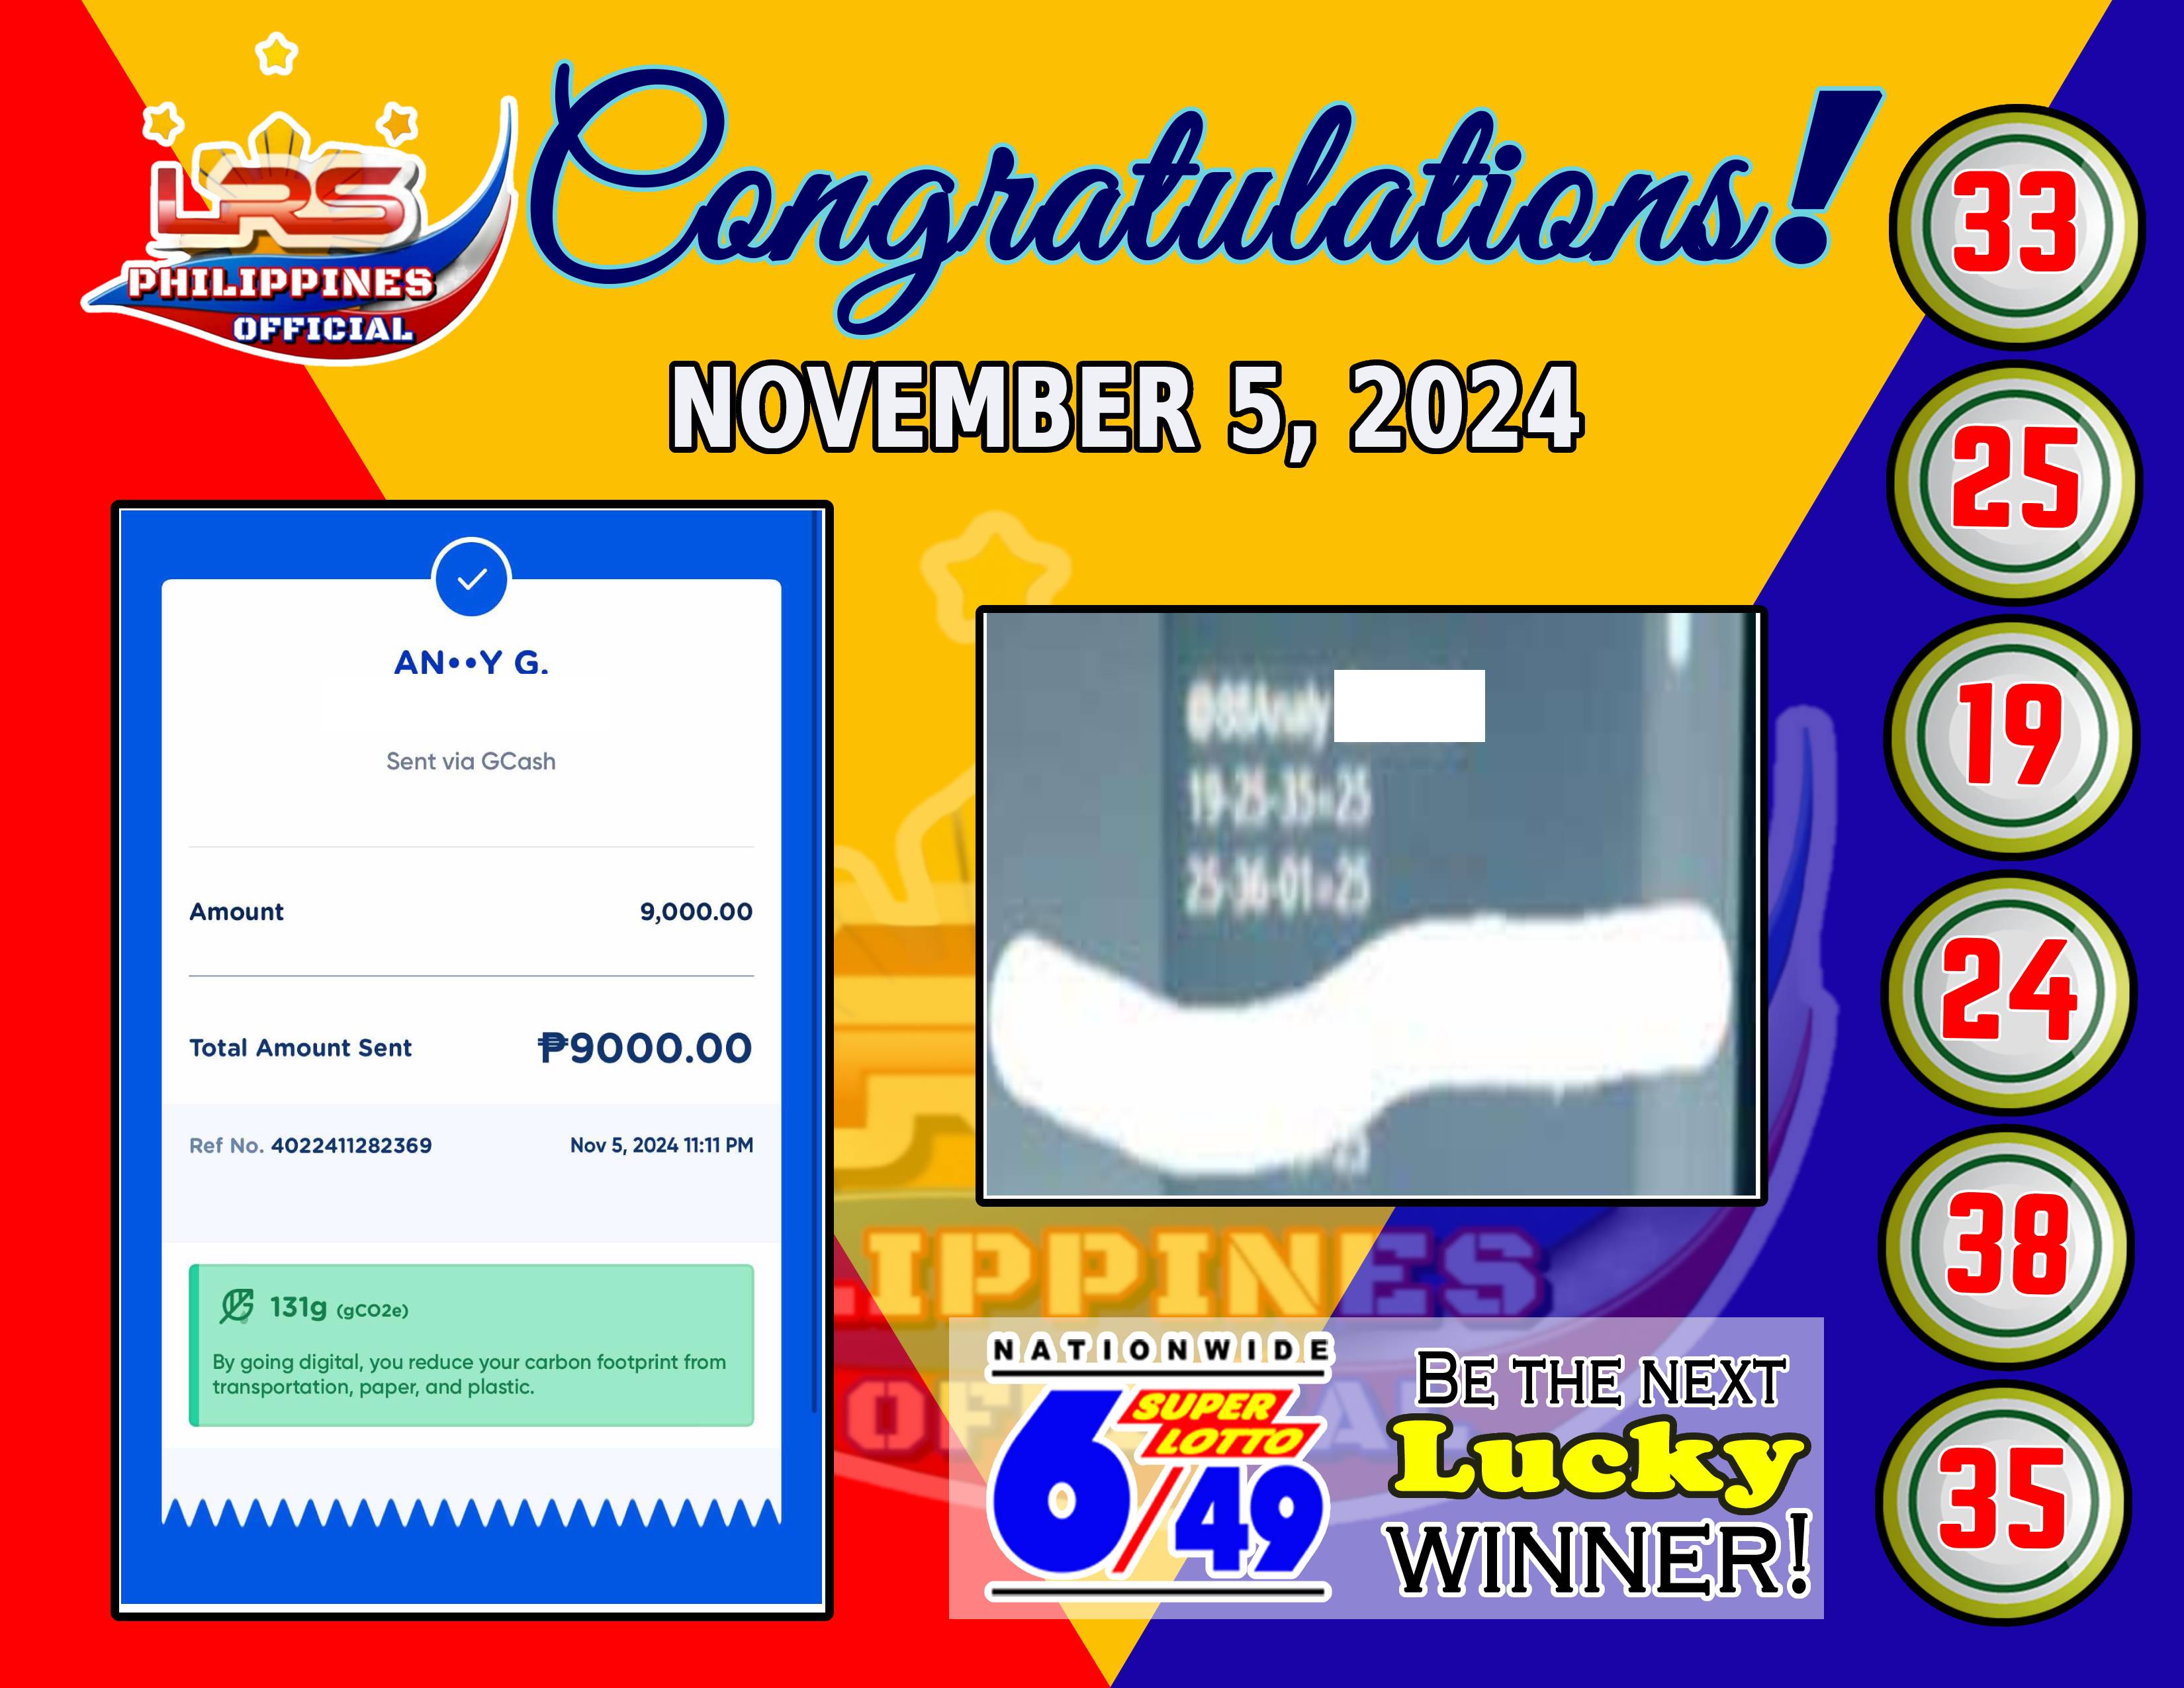 LRS
PHILIPPINES
OFFICIAL
Congratulations!
NOVEMBER 5, 2024
AN••Y G.
Sent via GCash
Amount 9,000.00
Total Amount Sent ₱9000.00
Ref No. 4022411282369 Nov 5, 2024 11:11 PM
131g (gCO2e)
By going digital, you reduce your carbon footprint from
transportation, paper, and plastic.
19-25-35=25
25-36-01=25
33
25
19
24
38
35
LIPPINES
NATIONWIDE
SUPER
LOTTO
6/49
BE THE NEXT
Lucky
WINNER!